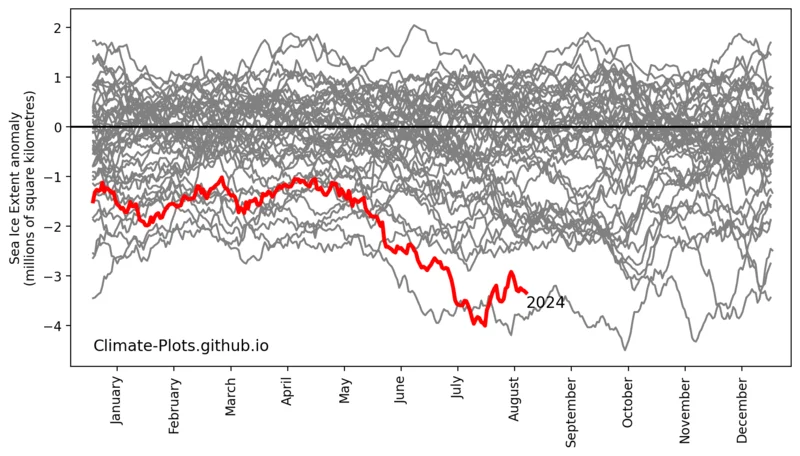 Sea Ice Extent anomaly
(millions of square kilometres)
2
1
0
−1
−2
−3
−4
2024
Climate-Plots.github.io
January
February
March
April
May
June
July
August
September
October
November
December